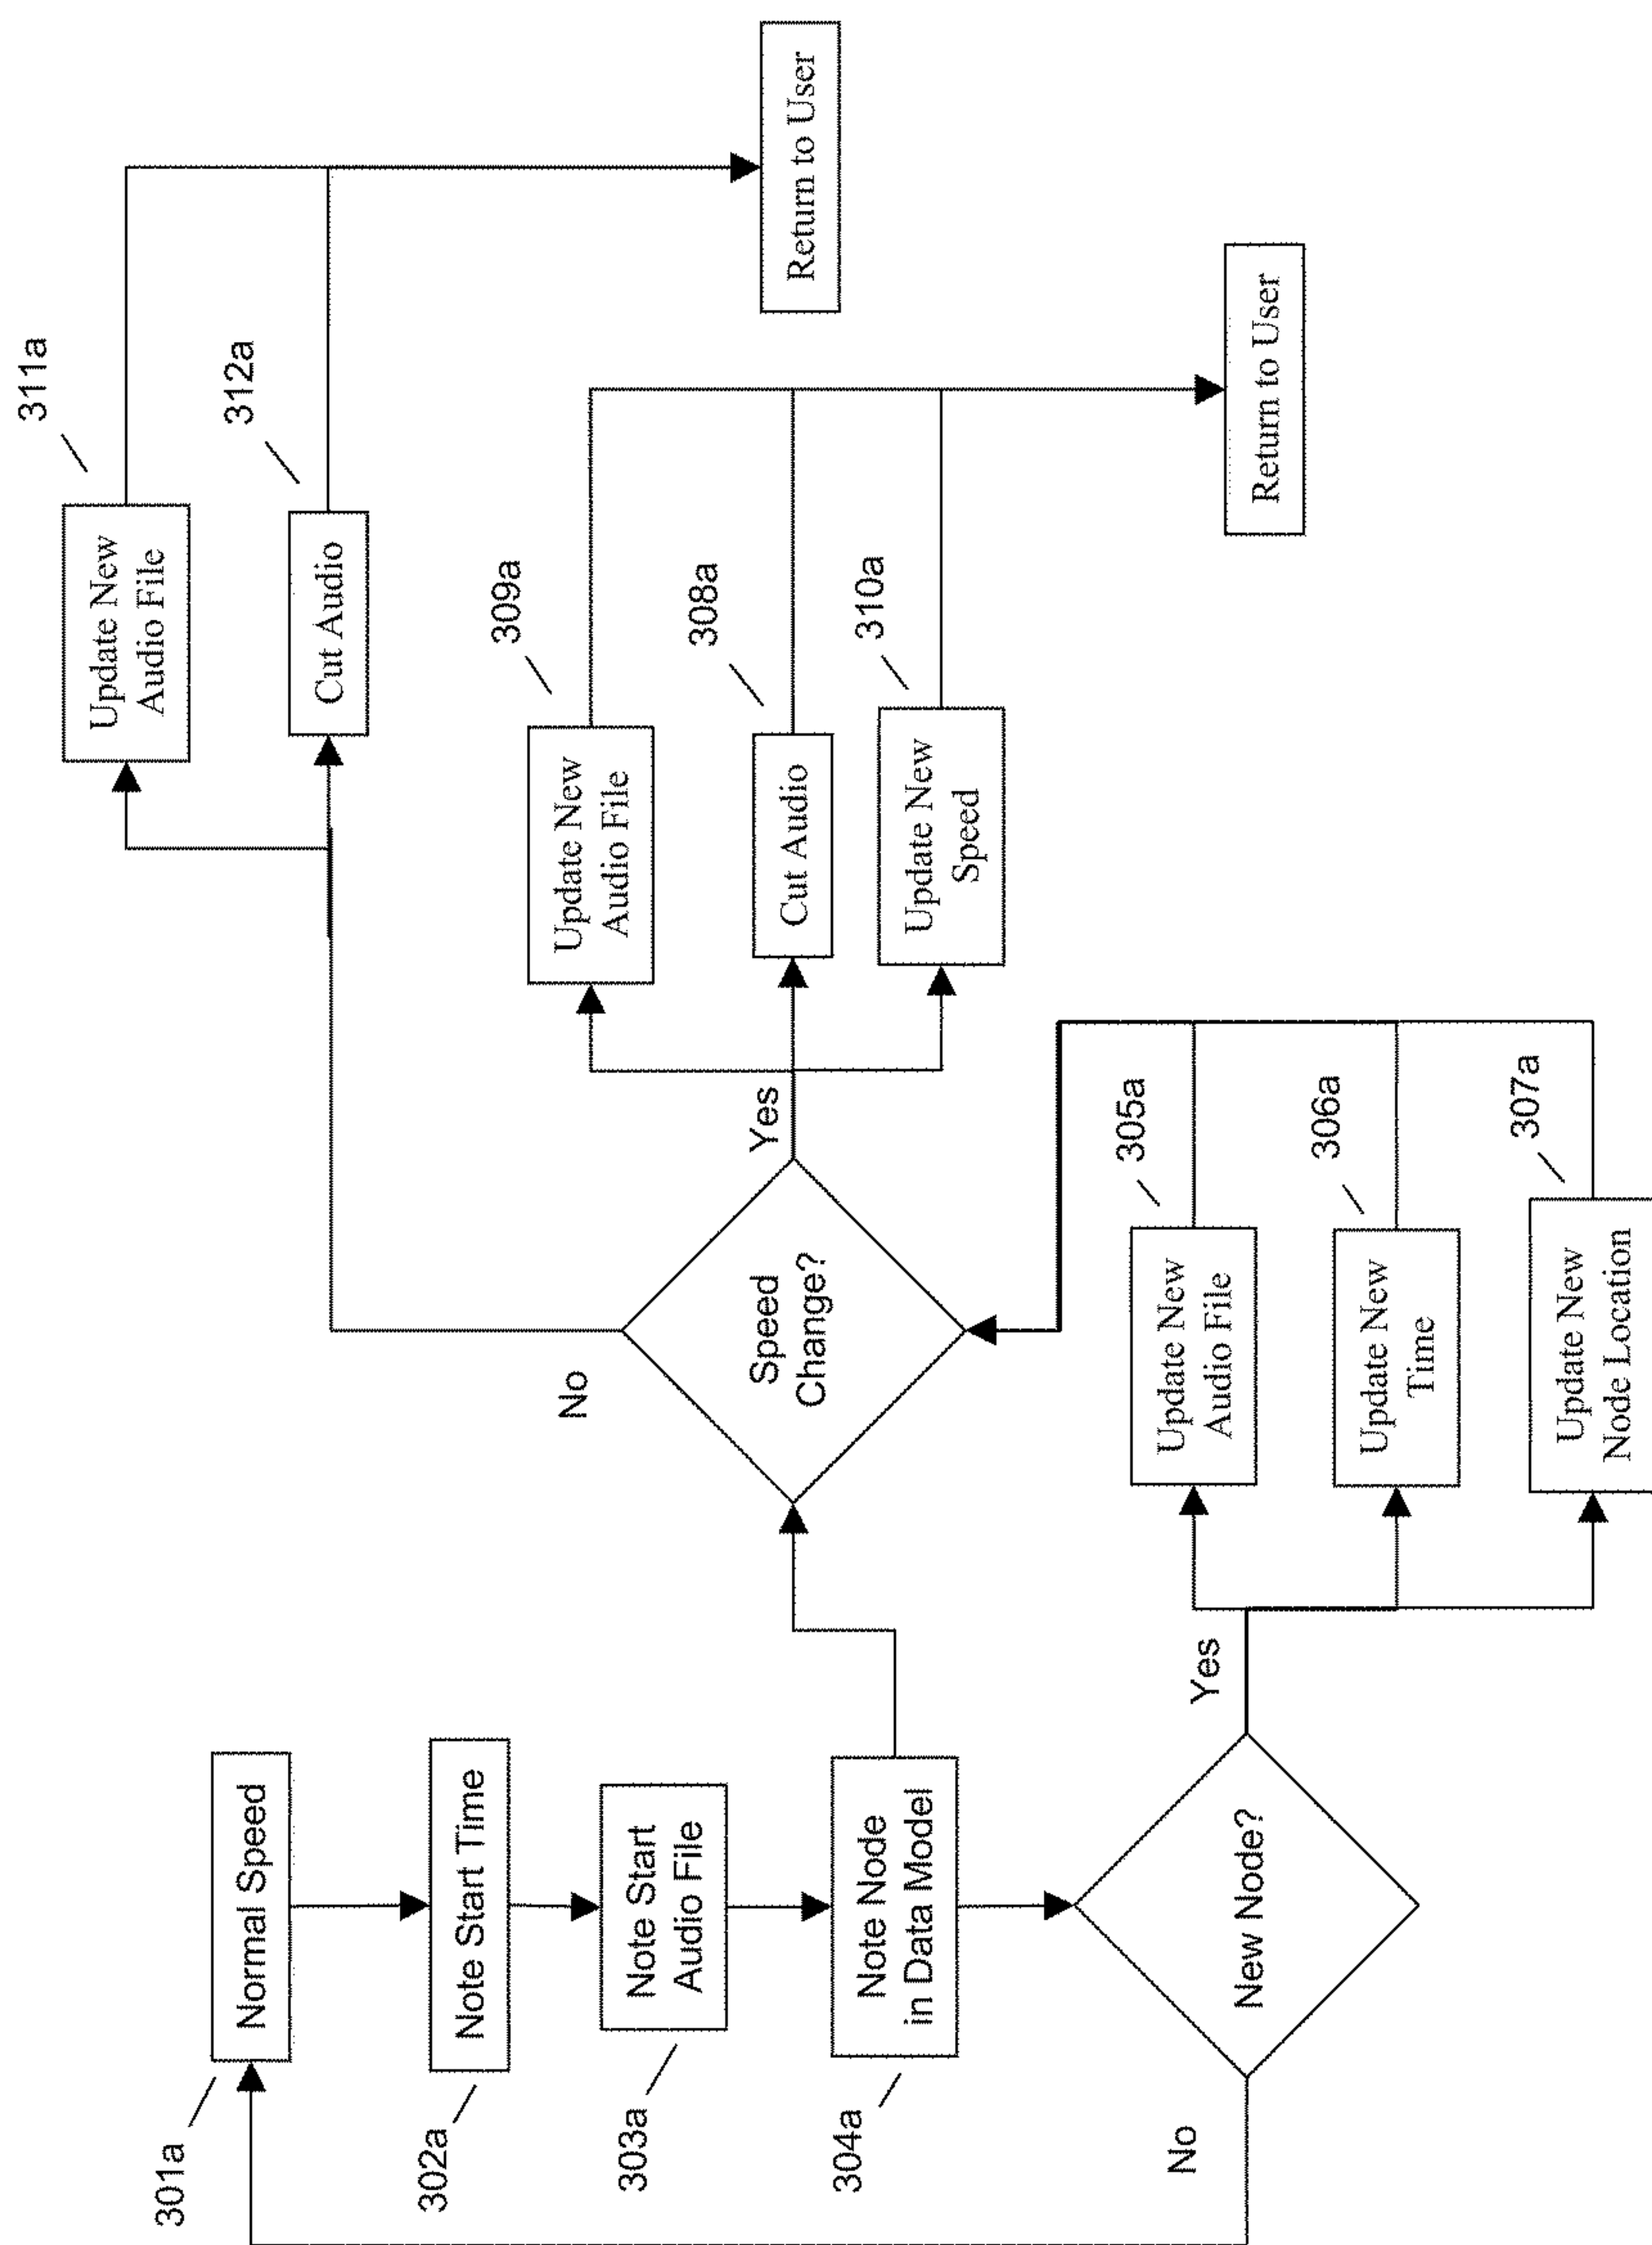 301a
Normal Speed
302a
Note Start Time
303a
Note Start
Audio File
304a
Note Node
in Data Model
No
New Node?
Yes
305a
Update New
Audio File
306a
Update New
Time
307a
Update New
Node Location
Speed
Change?
No
Yes
309a
Update New
Audio File
308a
Cut Audio
310a
Update New
Speed
Return to User
311a
Update New
Audio File
312a
Cut Audio
Return to User